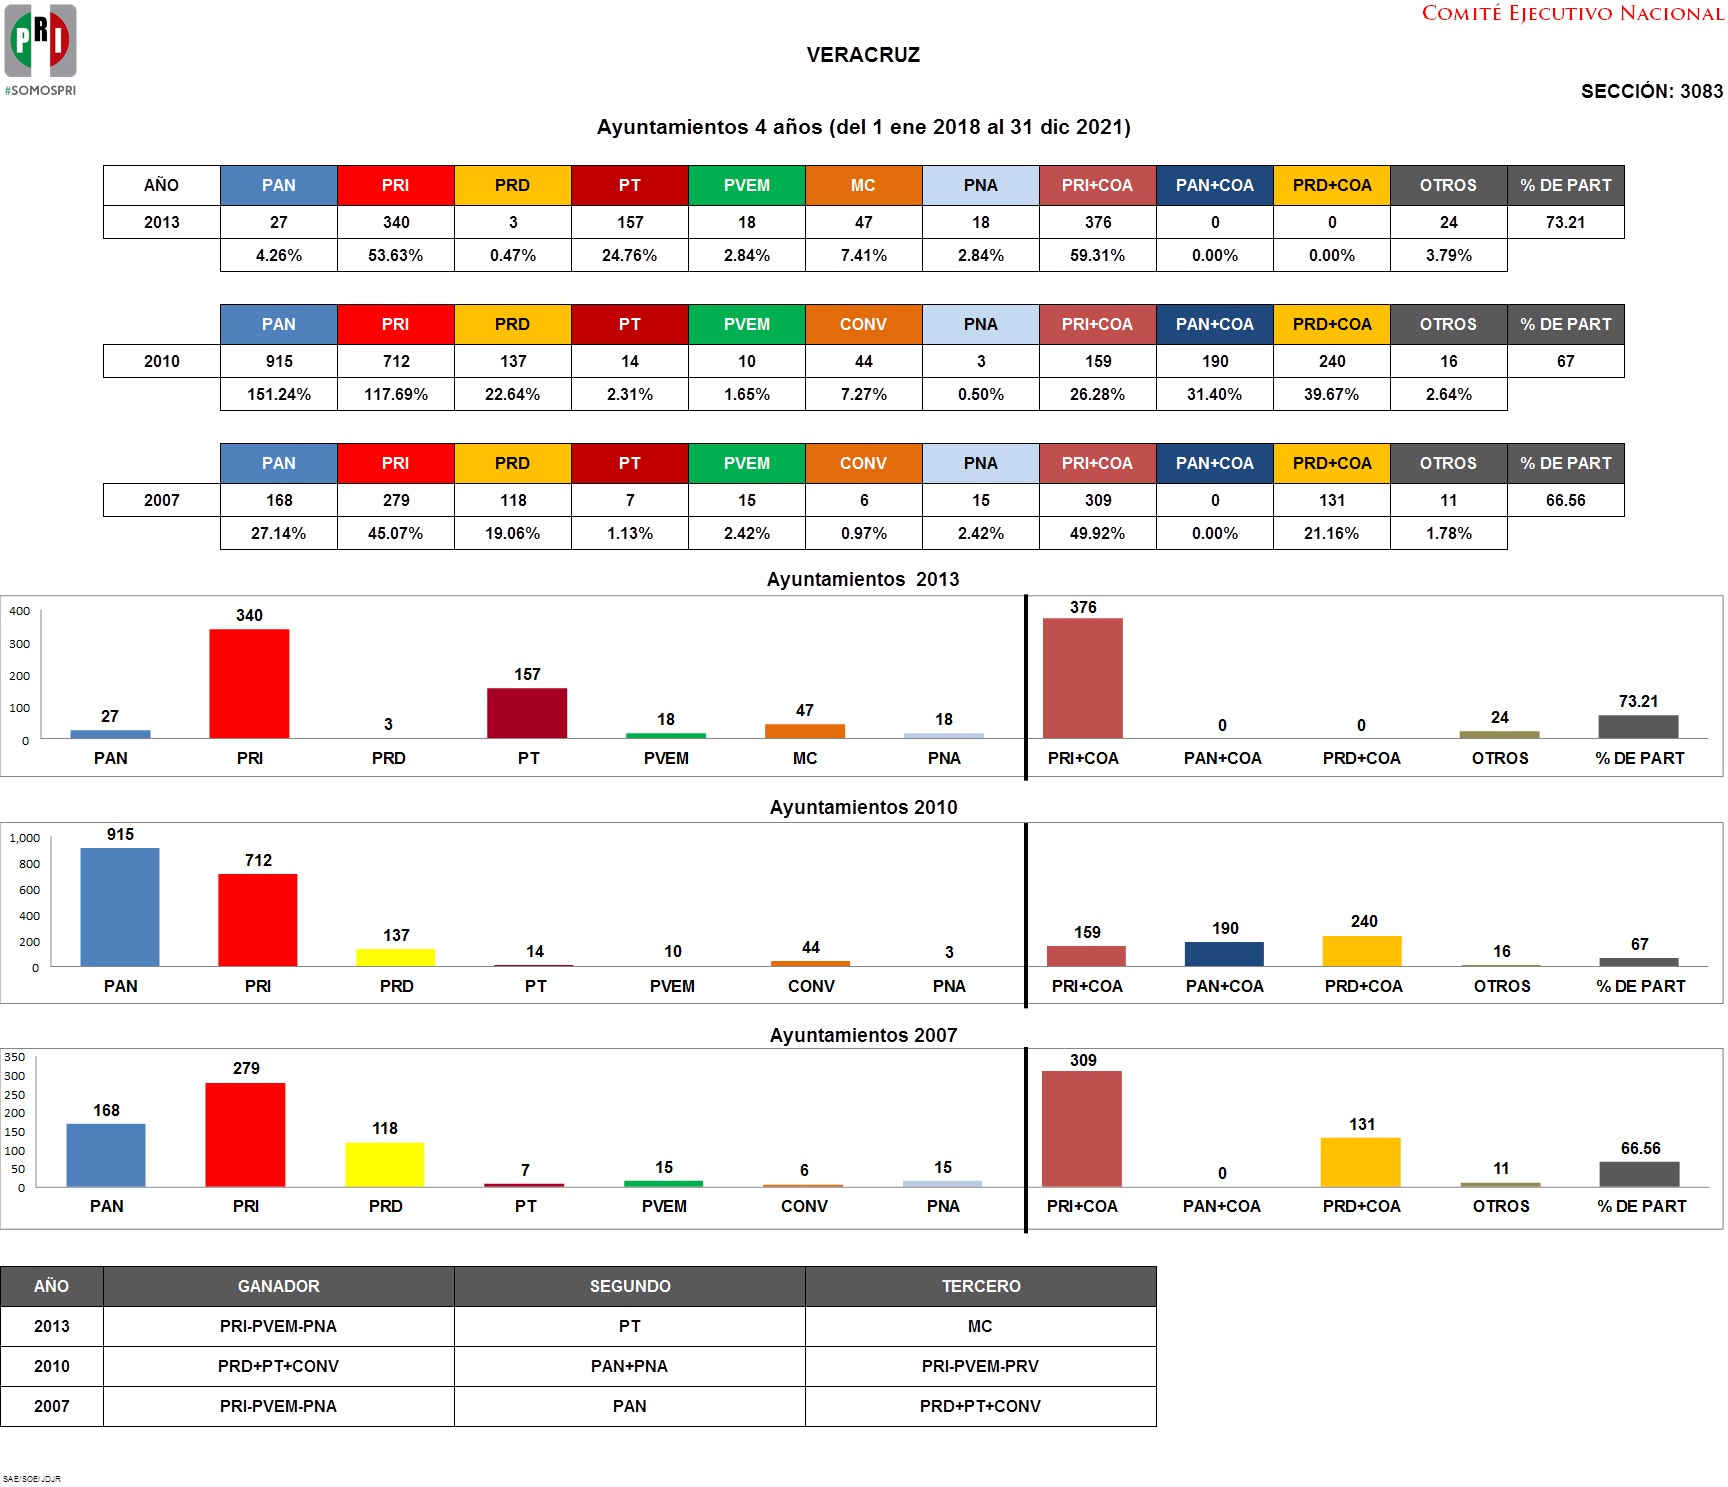 COMITÉ EJECUTIVO NACIONAL
PRI
#SOMOSPRI
VERACRUZ
SECCIÓN: 3083
Ayuntamientos 4 años (del 1 ene 2018 al 31 dic 2021)
AÑO PAN PRI PRD PT PVEM MC PNA PRI+COA PAN+COA PRD+COA OTROS % DE PART
2013 27 340 3 157 18 47 18 376 0 0 24 73.21
4.26% 53.63% 0.47% 24.76% 2.84% 7.41% 2.84% 59.31% 0.00% 0.00% 3.79%
PAN PRI PRD PT PVEM CONV PNA PRI+COA PAN+COA PRD+COA OTROS % DE PART
2010 915 712 137 14 10 44 3 159 190 240 16 67
151.24% 117.69% 22.64% 2.31% 1.65% 7.27% 0.50% 26.28% 31.40% 39.67% 2.64%
PAN PRI PRD PT PVEM CONV PNA PRI+COA PAN+COA PRD+COA OTROS % DE PART
2007 168 279 118 7 15 6 15 309 0 131 11 66.56
27.14% 45.07% 19.06% 1.13% 2.42% 0.97% 2.42% 49.92% 0.00% 21.16% 1.78%
Ayuntamientos 2013
400
300
200
100
0
27 340 3 157 18 47 18 376 0 0 24 73.21
PAN PRI PRD PT PVEM MC PNA PRI+COA PAN+COA PRD+COA OTROS % DE PART
Ayuntamientos 2010
1,000
800
600
400
200
0
915 712 137 14 10 44 3 159 190 240 16 67
PAN PRI PRD PT PVEM CONV PNA PRI+COA PAN+COA PRD+COA OTROS % DE PART
Ayuntamientos 2007
350
300
250
200
150
100
50
0
168 279 118 7 15 6 15 309 0 131 11 66.56
PAN PRI PRD PT PVEM CONV PNA PRI+COA PAN+COA PRD+COA OTROS % DE PART
AÑO GANADOR SEGUNDO TERCERO
2013 PRI-PVEM-PNA PT MC
2010 PRD+PT+CONV PAN+PNA PRI-PVEM-PRV
2007 PRI-PVEM-PNA PAN PRD+PT+CONV
SAE/SOE/JDJR